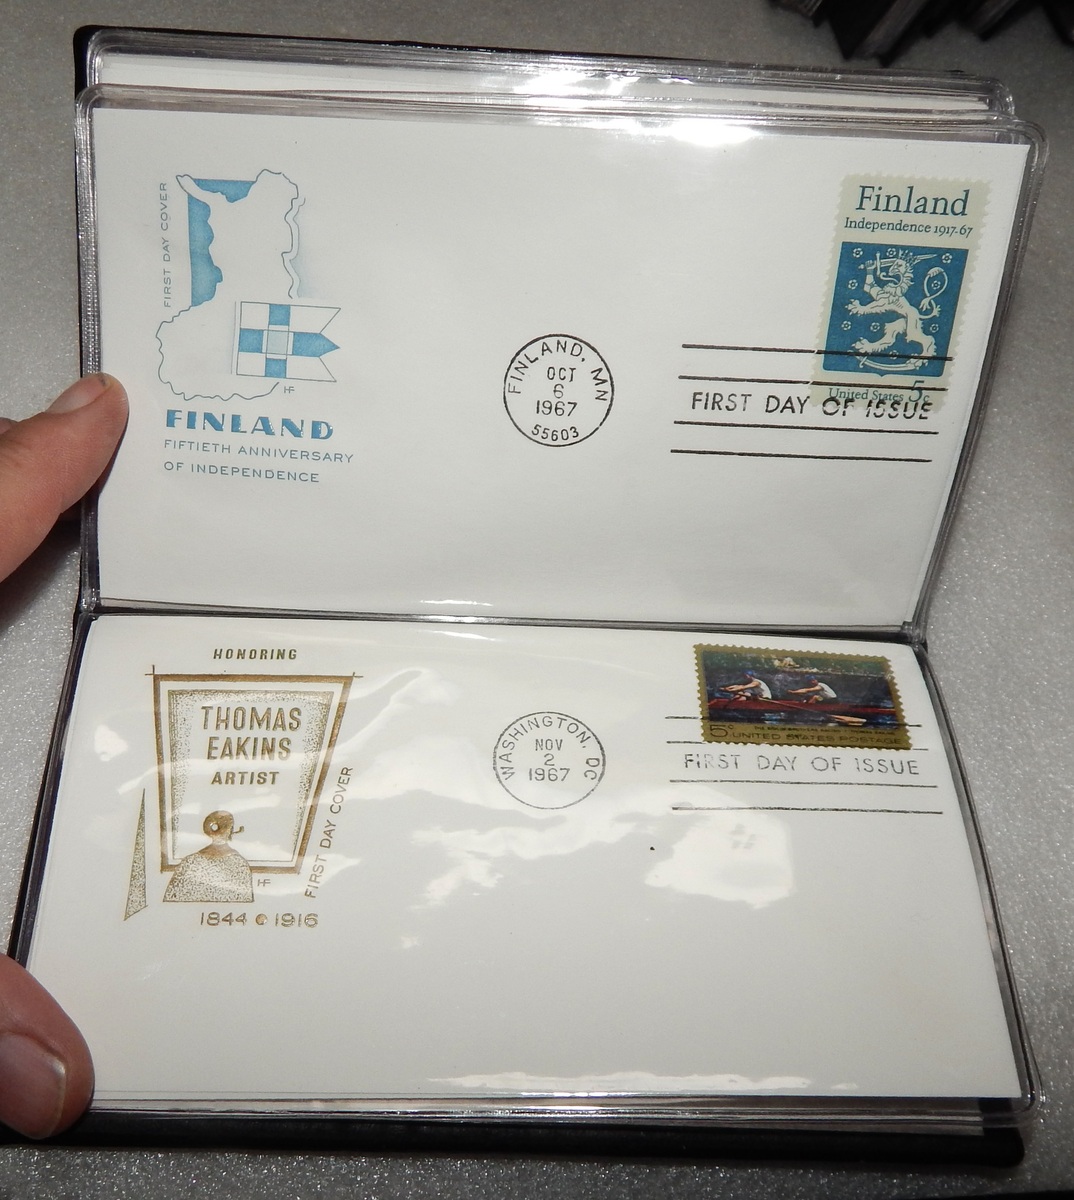 FIRST DAY COVER
FINLAND
FIFTIETH ANNIVERSARY
OF INDEPENDENCE
HF
FINLAND, MN
OCT
6
1967
55603
Finland
Independence 1917-67
United States 5c
FIRST DAY OF ISSUE
HONORING
THOMAS
EAKINS
ARTIST
FIRST DAY COVER
HF
1844 1916
WASHINGTON, DC
NOV
2
1967
5c
UNITED STATES POSTAGE
FIRST DAY OF ISSUE